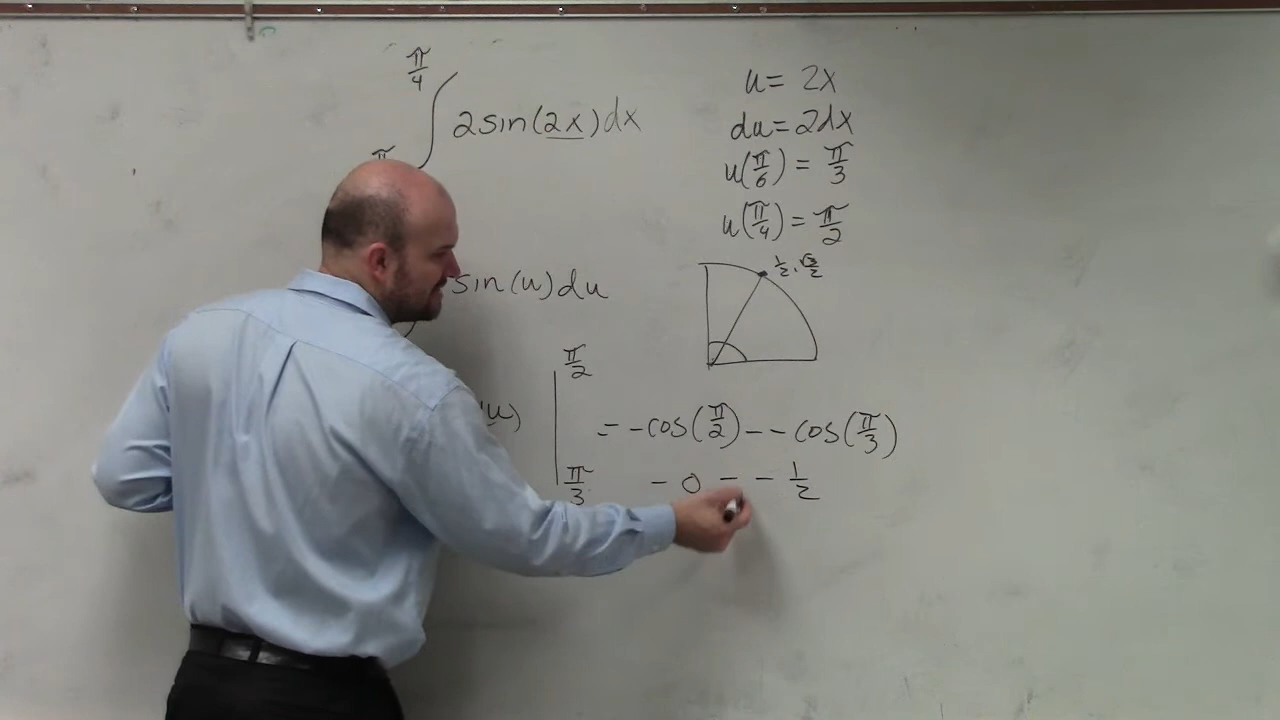 π/4
∫ 2sin(2x)dx
π
sin(u)du
u)
π/2
π/3
= -cos(π/2) - - cos(π/3)
- 0 - - 1/2
u = 2x
du = 2dx
u(π/6) = π/3
u(π/4) = π/2
1/2, √3/2